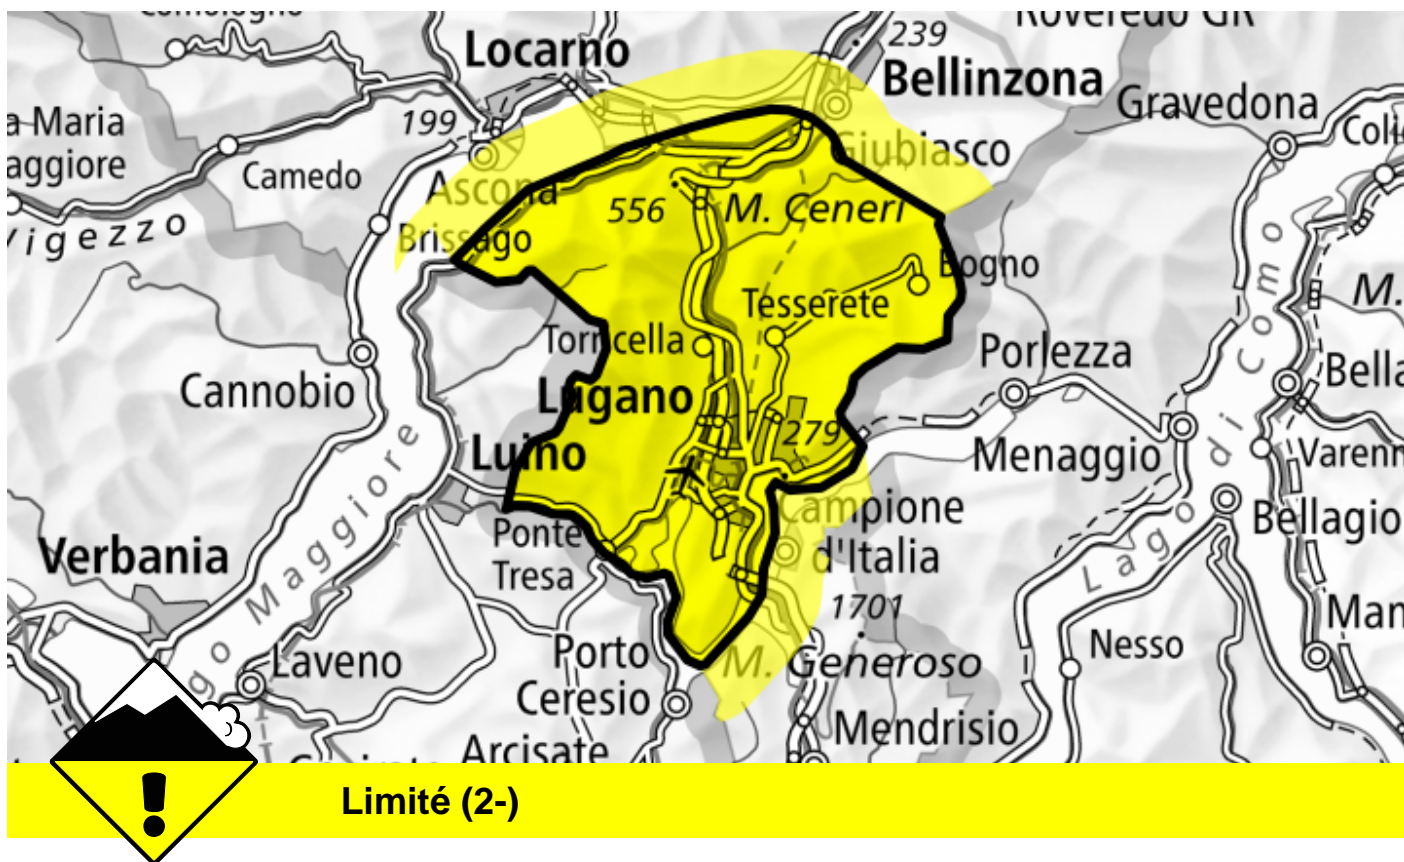 Locarno
239
Bellinzona
Gravedona
a Maria
aggiore
199
Camedo
Giubiasco
Ascona
556
M. Ceneri
Vigezzo
Brissago
Bogno
Tesserete
Torricella
Porlezza
Cannobio
Lugano
279
Menaggio
Luino
Lago di Como
Lago Maggiore
Campione
d'Italia
Ponte
Tresa
Bellagio
Verbania
1701
Nesso
Porto
Ceresio
M. Generoso
Laveno
Mendrisio
Arcisate
Limité (2-)